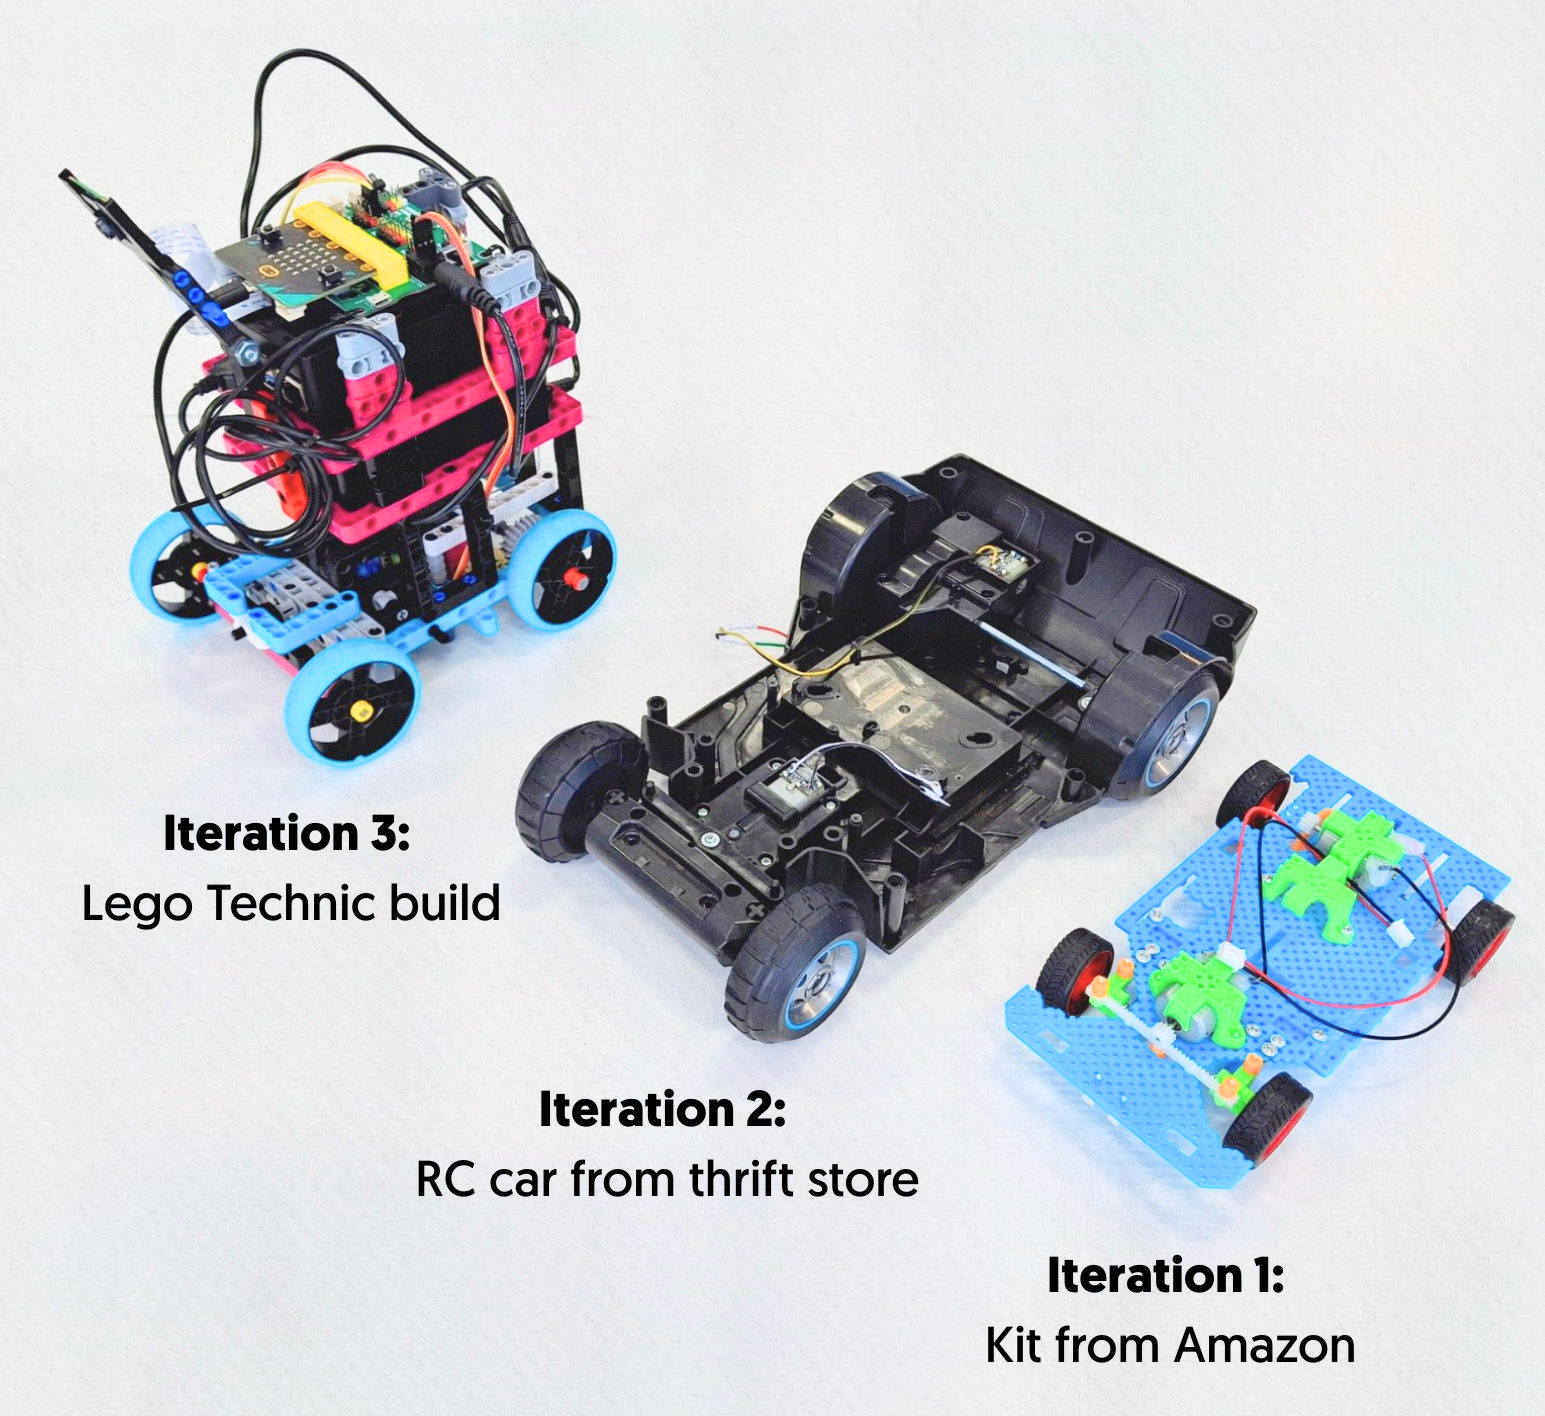 Iteration 3:
Lego Technic build
Iteration 2:
RC car from thrift store
Iteration 1:
Kit from Amazon